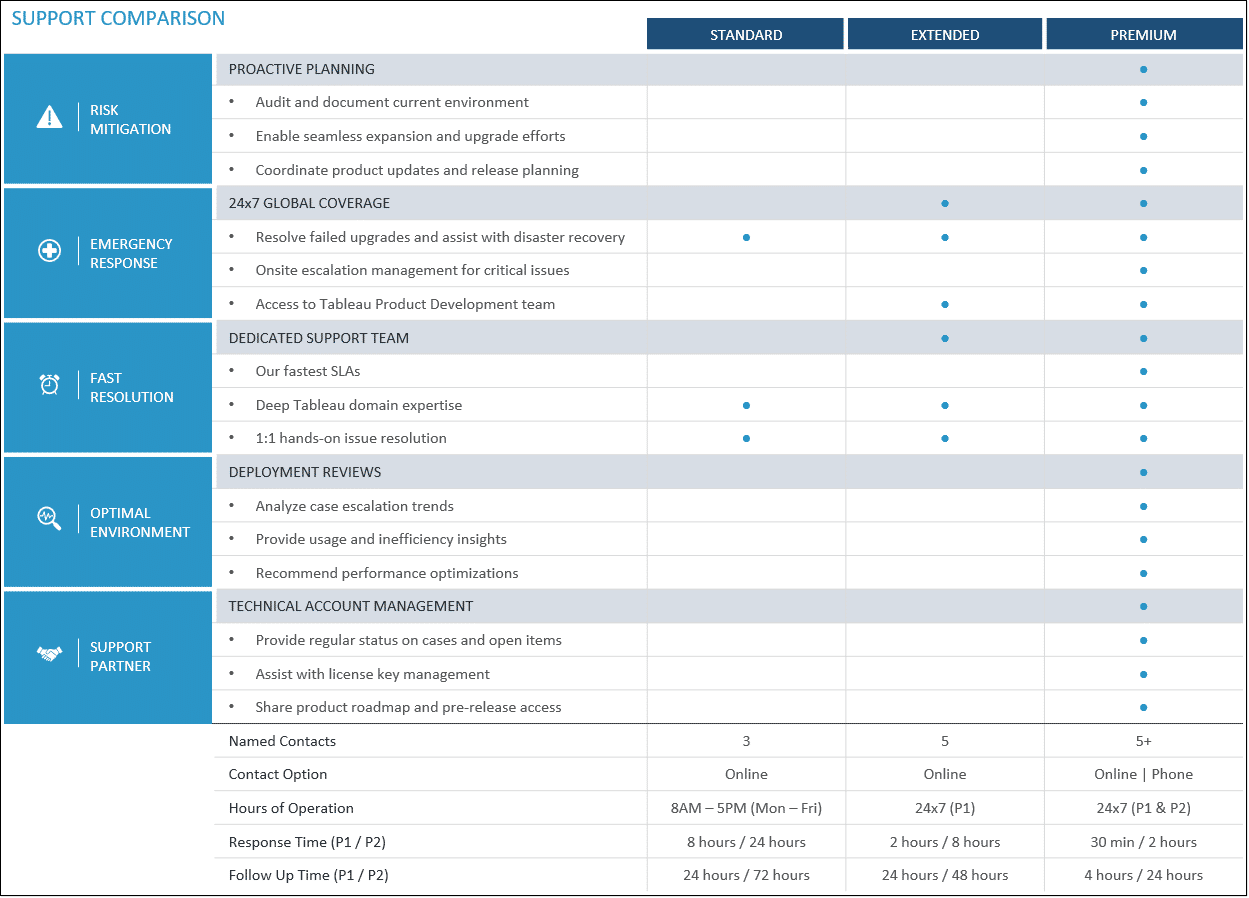 SUPPORT COMPARISON
STANDARD EXTENDED PREMIUM
RISK
MITIGATION
PROACTIVE PLANNING •
• Audit and document current environment •
• Enable seamless expansion and upgrade efforts •
• Coordinate product updates and release planning •
EMERGENCY
RESPONSE
24x7 GLOBAL COVERAGE • •
• Resolve failed upgrades and assist with disaster recovery • • •
• Onsite escalation management for critical issues •
• Access to Tableau Product Development team • •
FAST
RESOLUTION
DEDICATED SUPPORT TEAM • •
• Our fastest SLAs •
• Deep Tableau domain expertise • • •
• 1:1 hands-on issue resolution • • •
OPTIMAL
ENVIRONMENT
DEPLOYMENT REVIEWS •
• Analyze case escalation trends •
• Provide usage and inefficiency insights •
• Recommend performance optimizations •
SUPPORT
PARTNER
TECHNICAL ACCOUNT MANAGEMENT •
• Provide regular status on cases and open items •
• Assist with license key management •
• Share product roadmap and pre-release access •
Named Contacts 3 5 5+
Contact Option Online Online Online | Phone
Hours of Operation 8AM – 5PM (Mon – Fri) 24x7 (P1) 24x7 (P1 & P2)
Response Time (P1 / P2) 8 hours / 24 hours 2 hours / 8 hours 30 min / 2 hours
Follow Up Time (P1 / P2) 24 hours / 72 hours 24 hours / 48 hours 4 hours / 24 hours